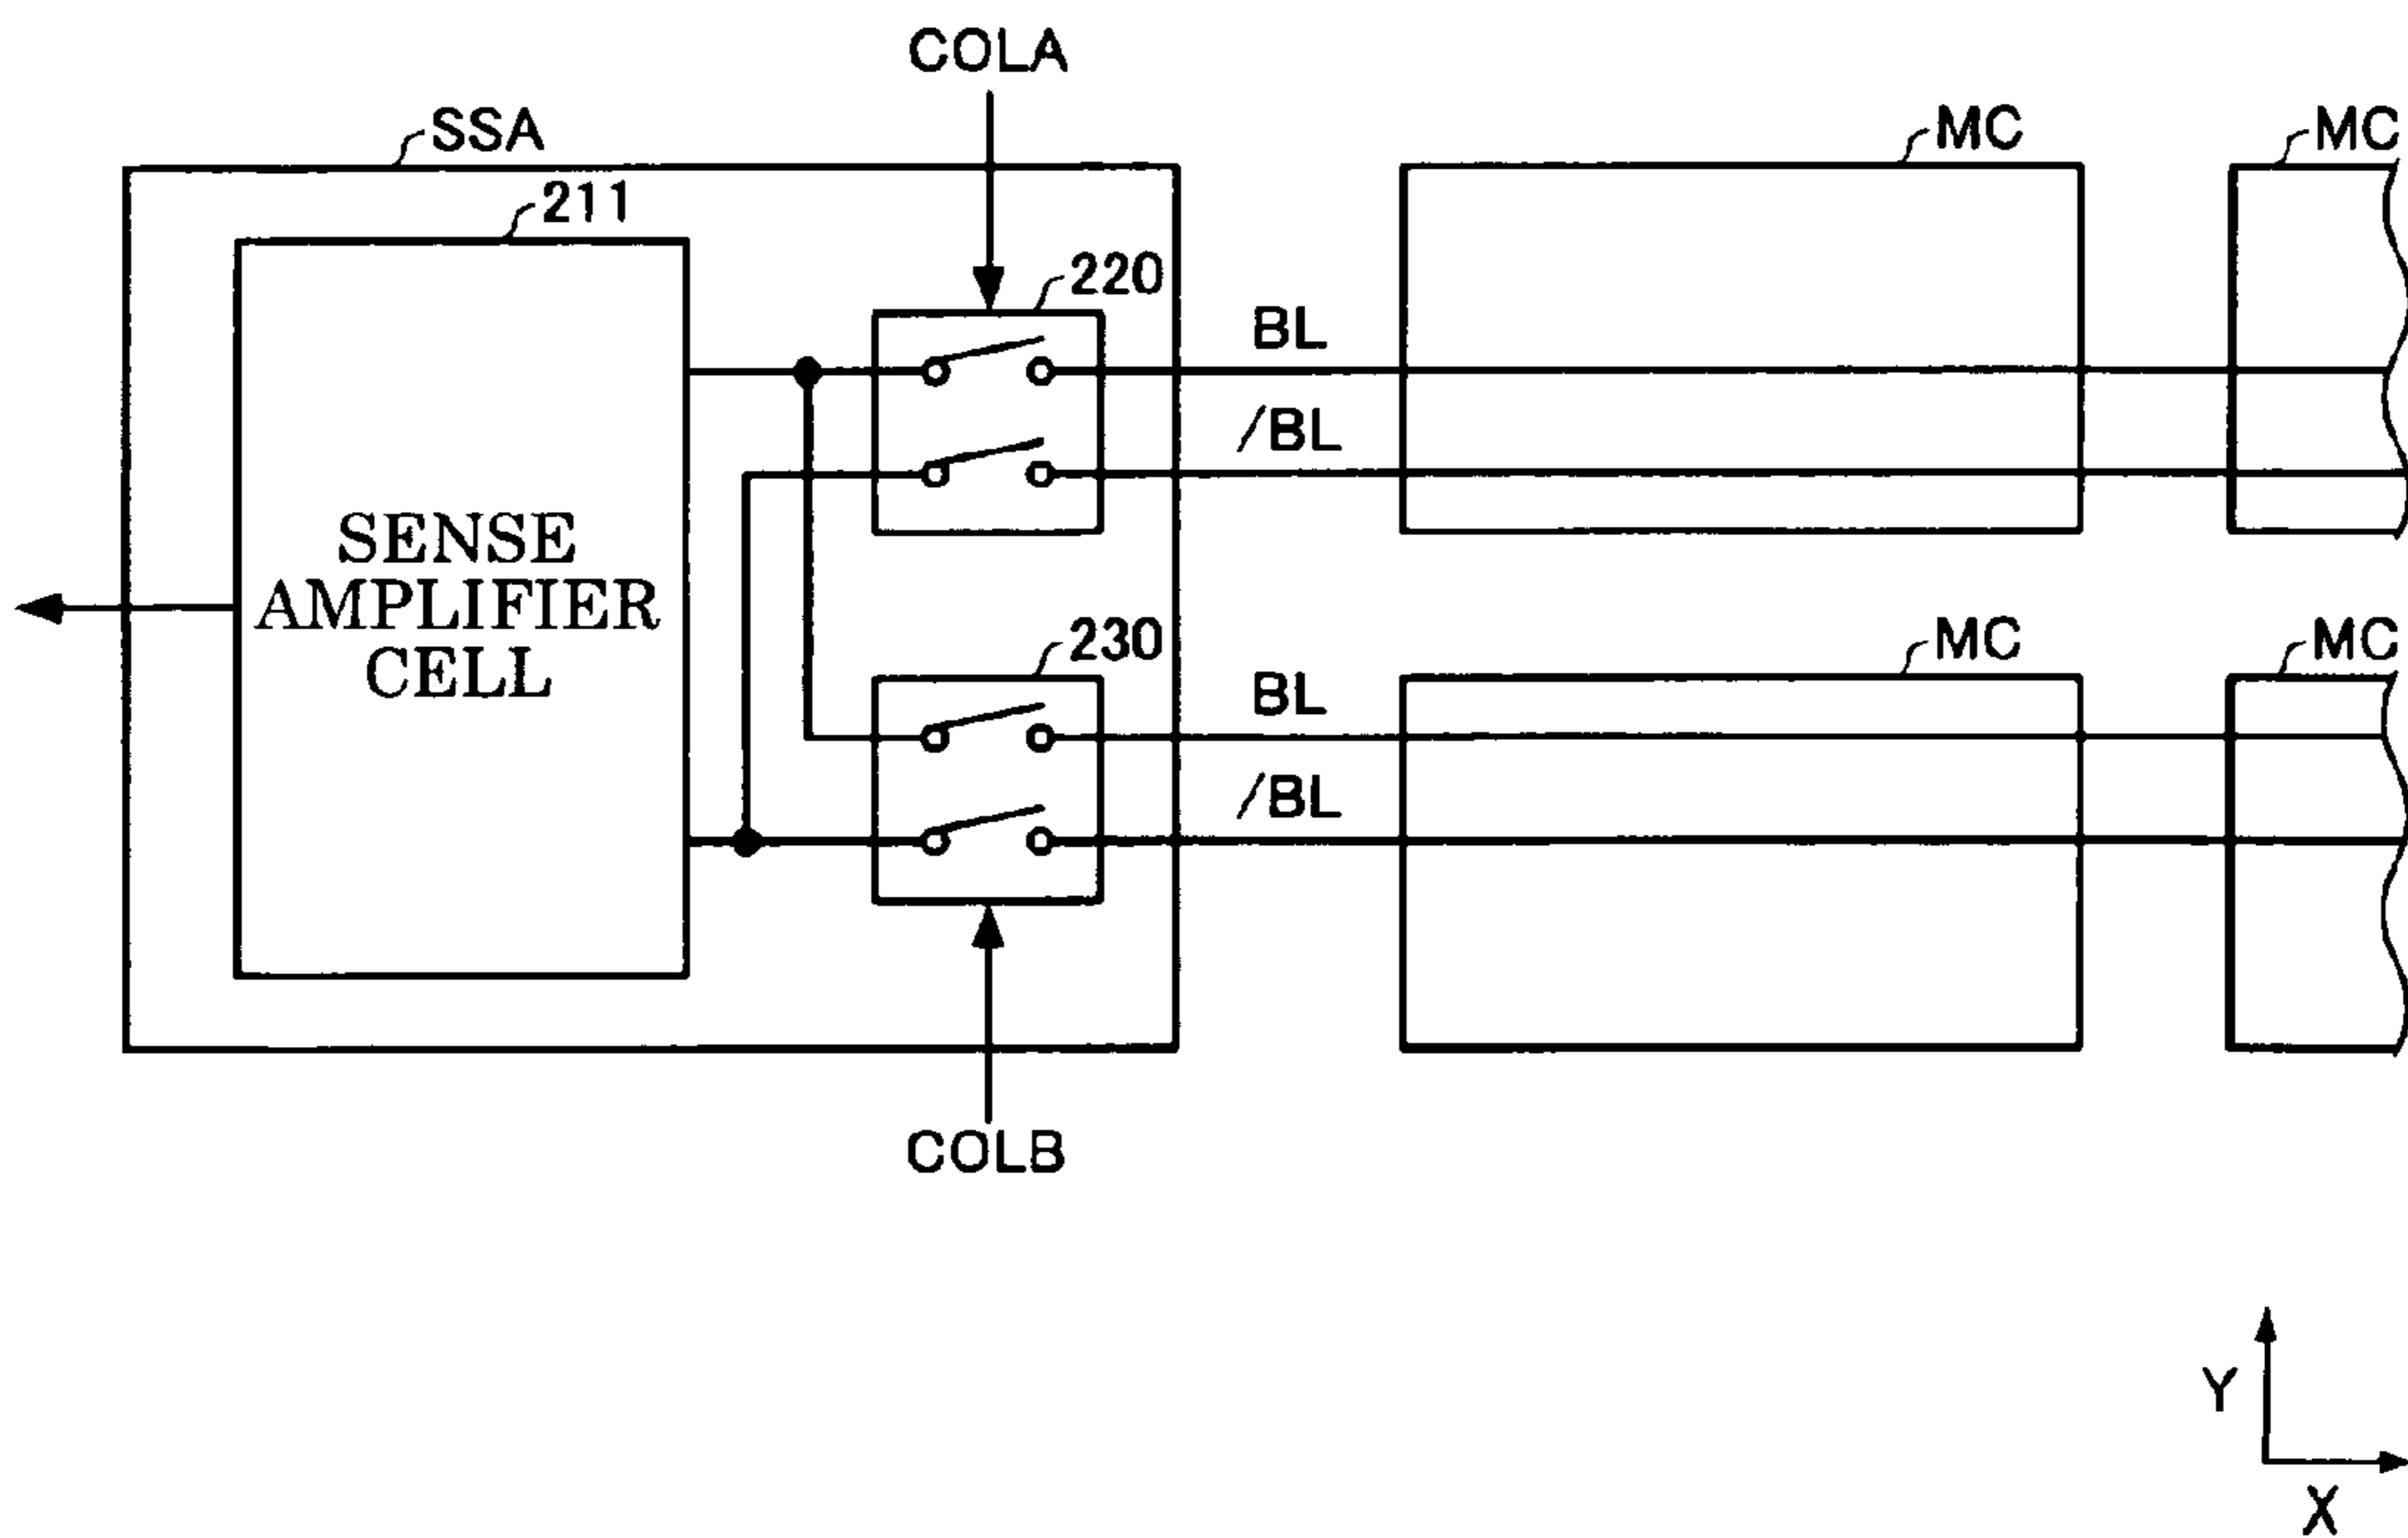 COLA
SSA
MC
MC
211
220
BL
/BL
SENSE
AMPLIFIER
CELL
230
MC
MC
BL
/BL
COLB
Y
X